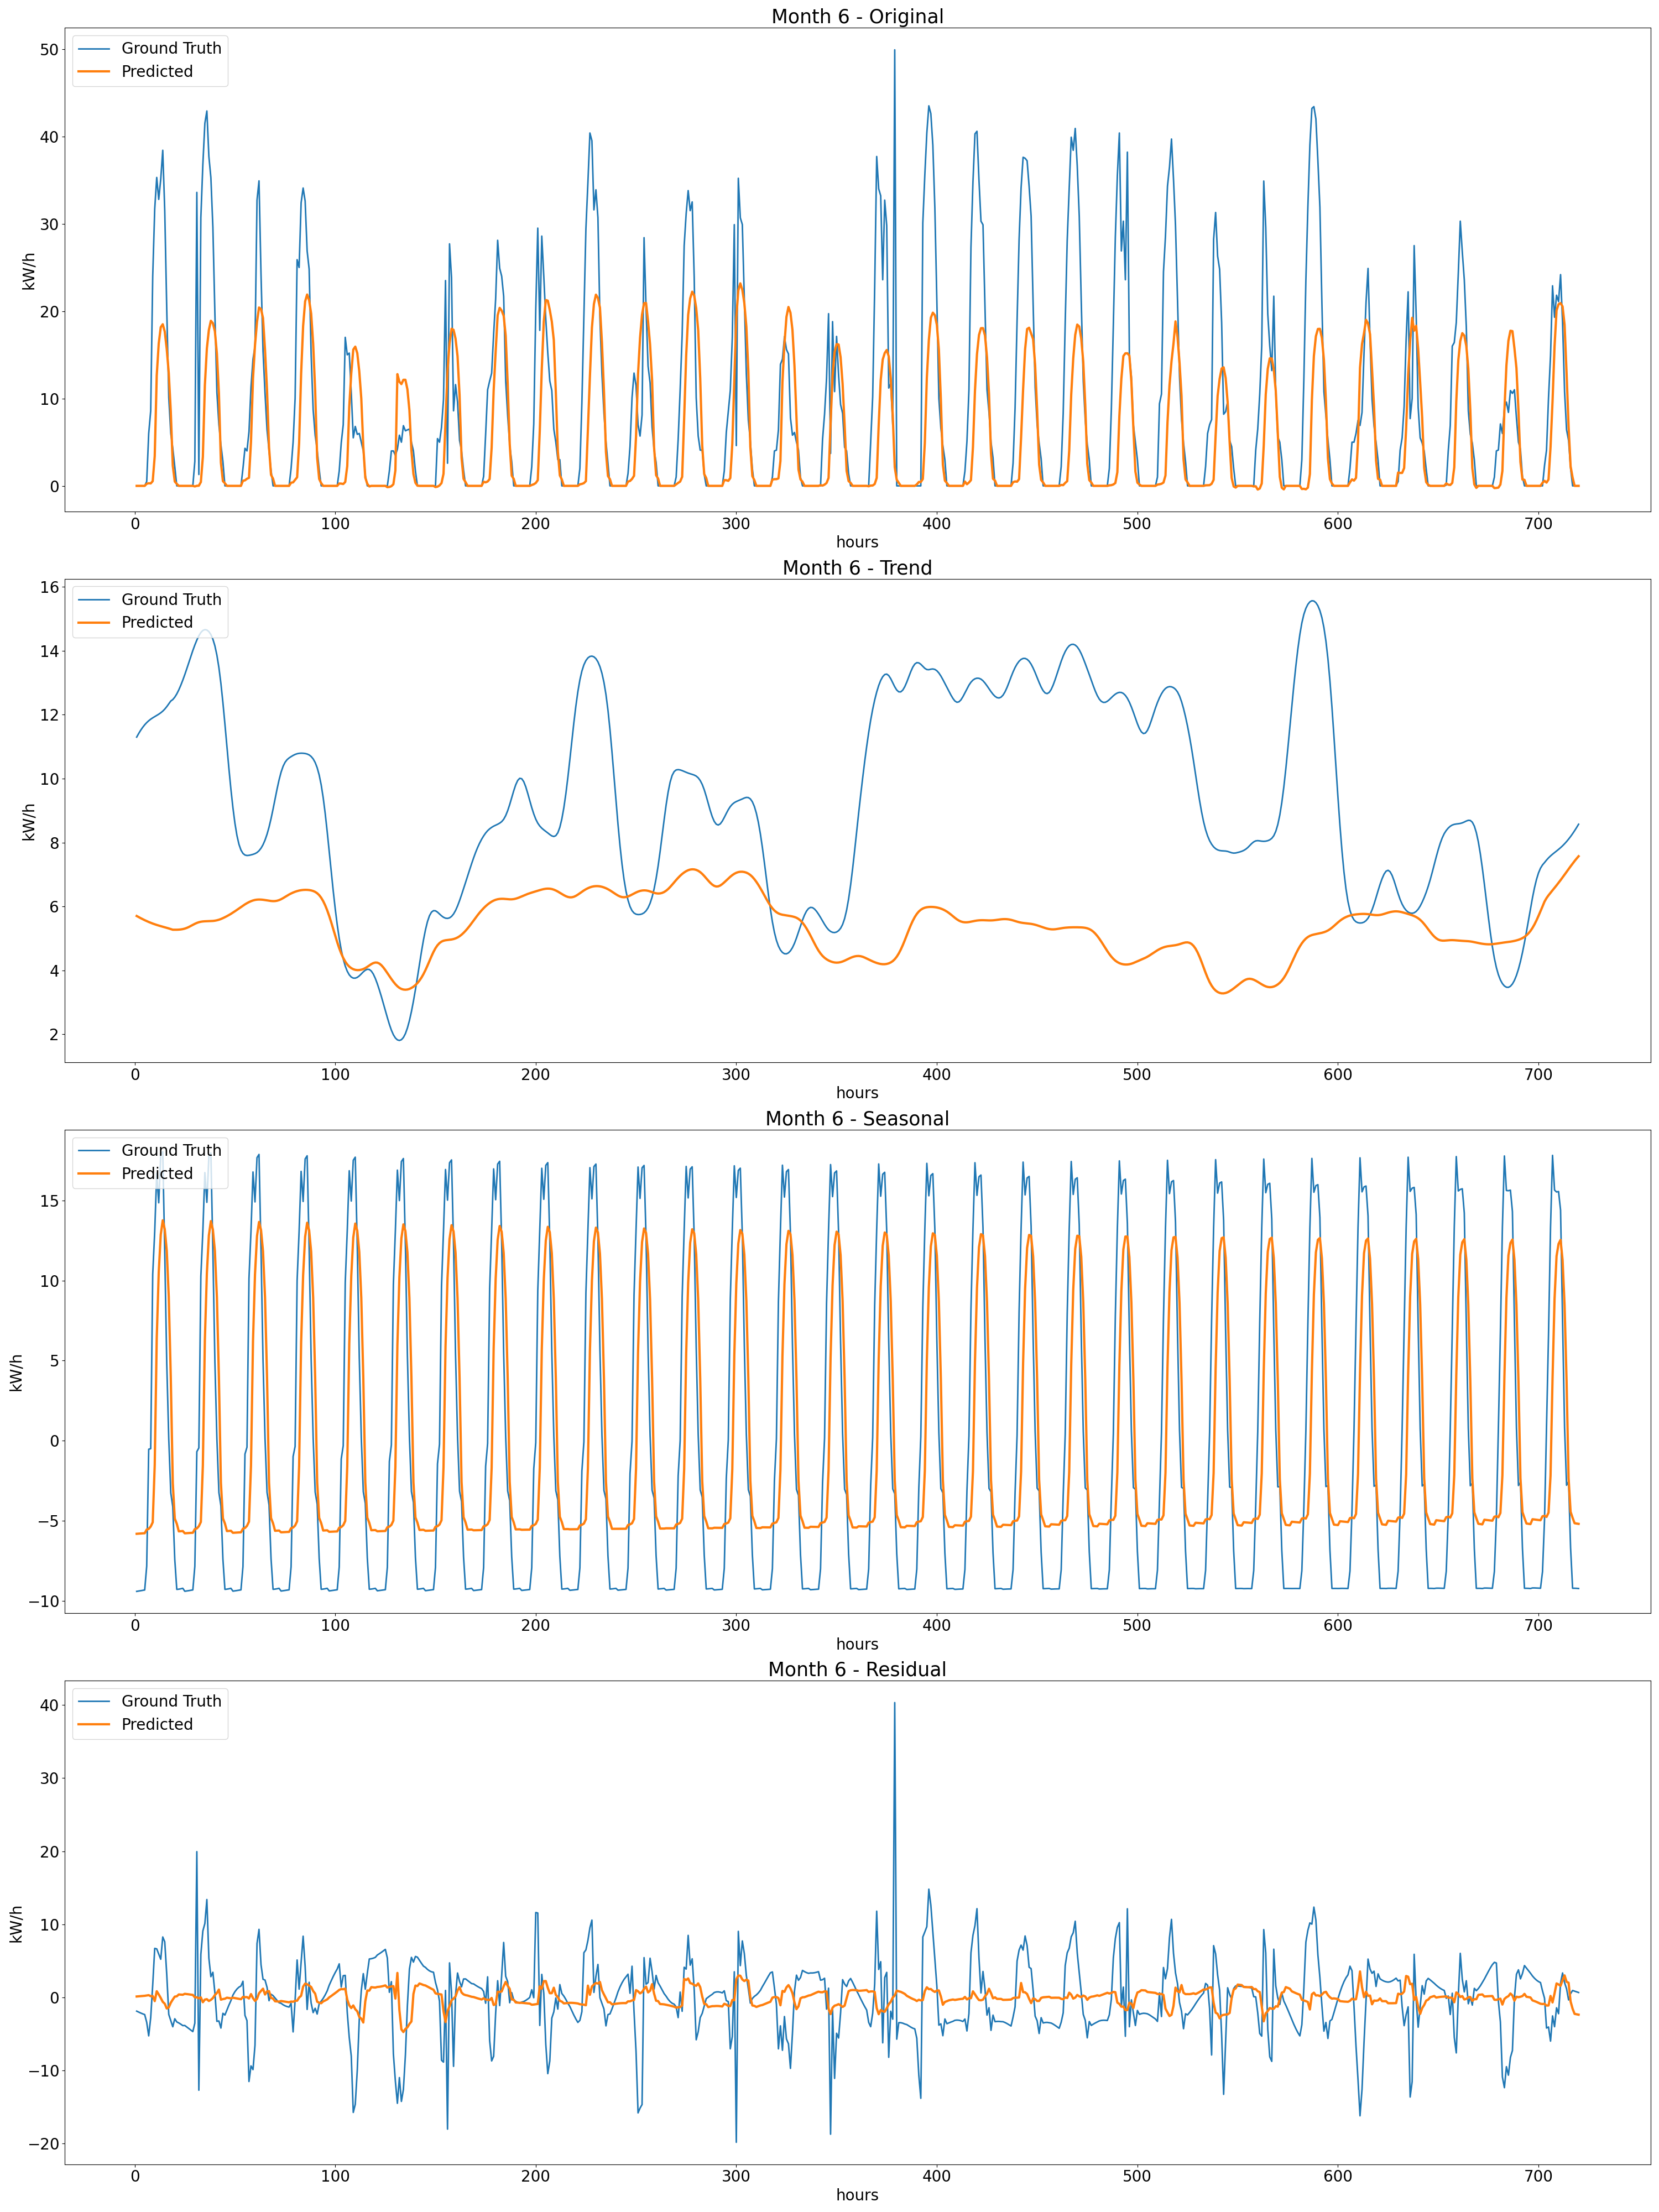 Month 6 - Original
Ground Truth
Predicted
kW/h
50
40
30
20
10
0
0 100 200 300 400 500 600 700
hours
Month 6 - Trend
Ground Truth
Predicted
kW/h
16
14
12
10
8
6
4
2
0 100 200 300 400 500 600 700
hours
Month 6 - Seasonal
Ground Truth
Predicted
kW/h
15
10
5
0
−5
−10
0 100 200 300 400 500 600 700
hours
Month 6 - Residual
Ground Truth
Predicted
kW/h
40
30
20
10
0
−10
−20
0 100 200 300 400 500 600 700
hours